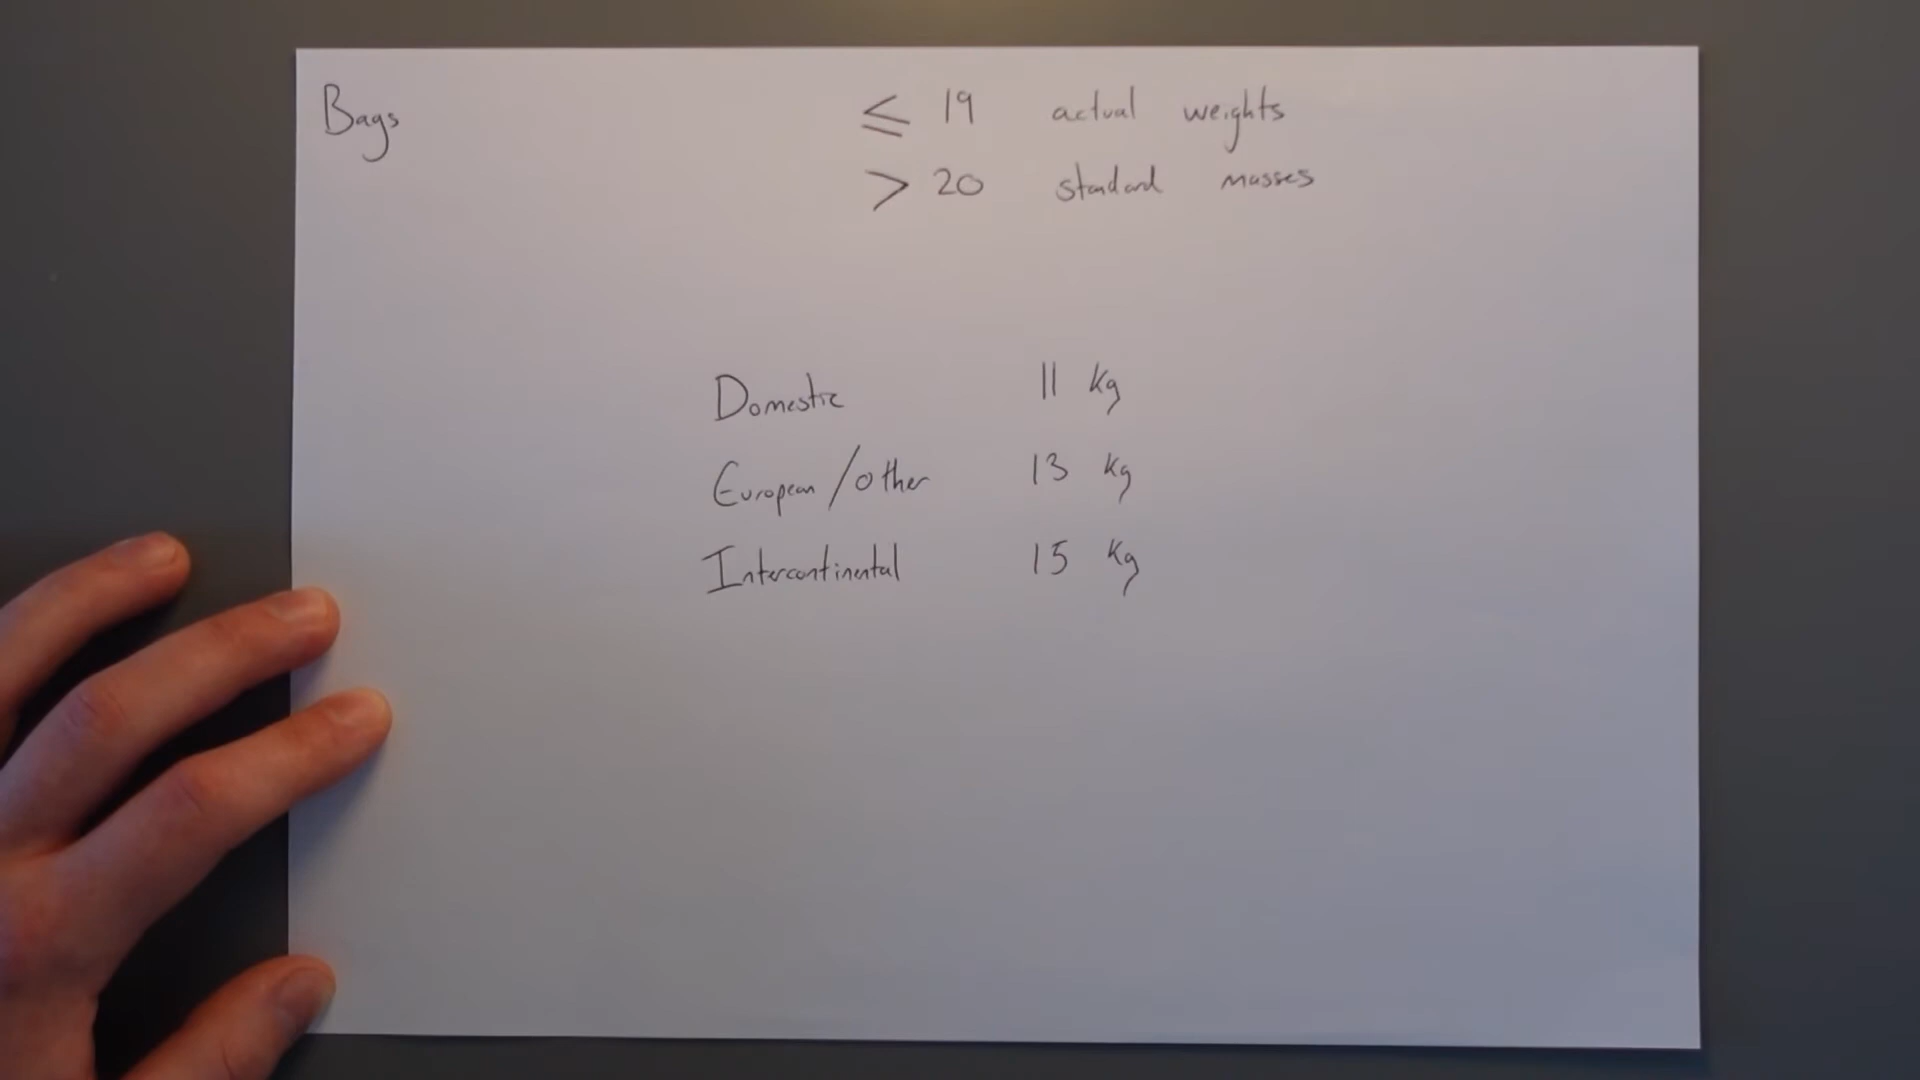 Bags
≤ 19 actual weights
> 20 standard masses
Domestic 11 kg
European/other 13 kg
Intercontinental 15 kg